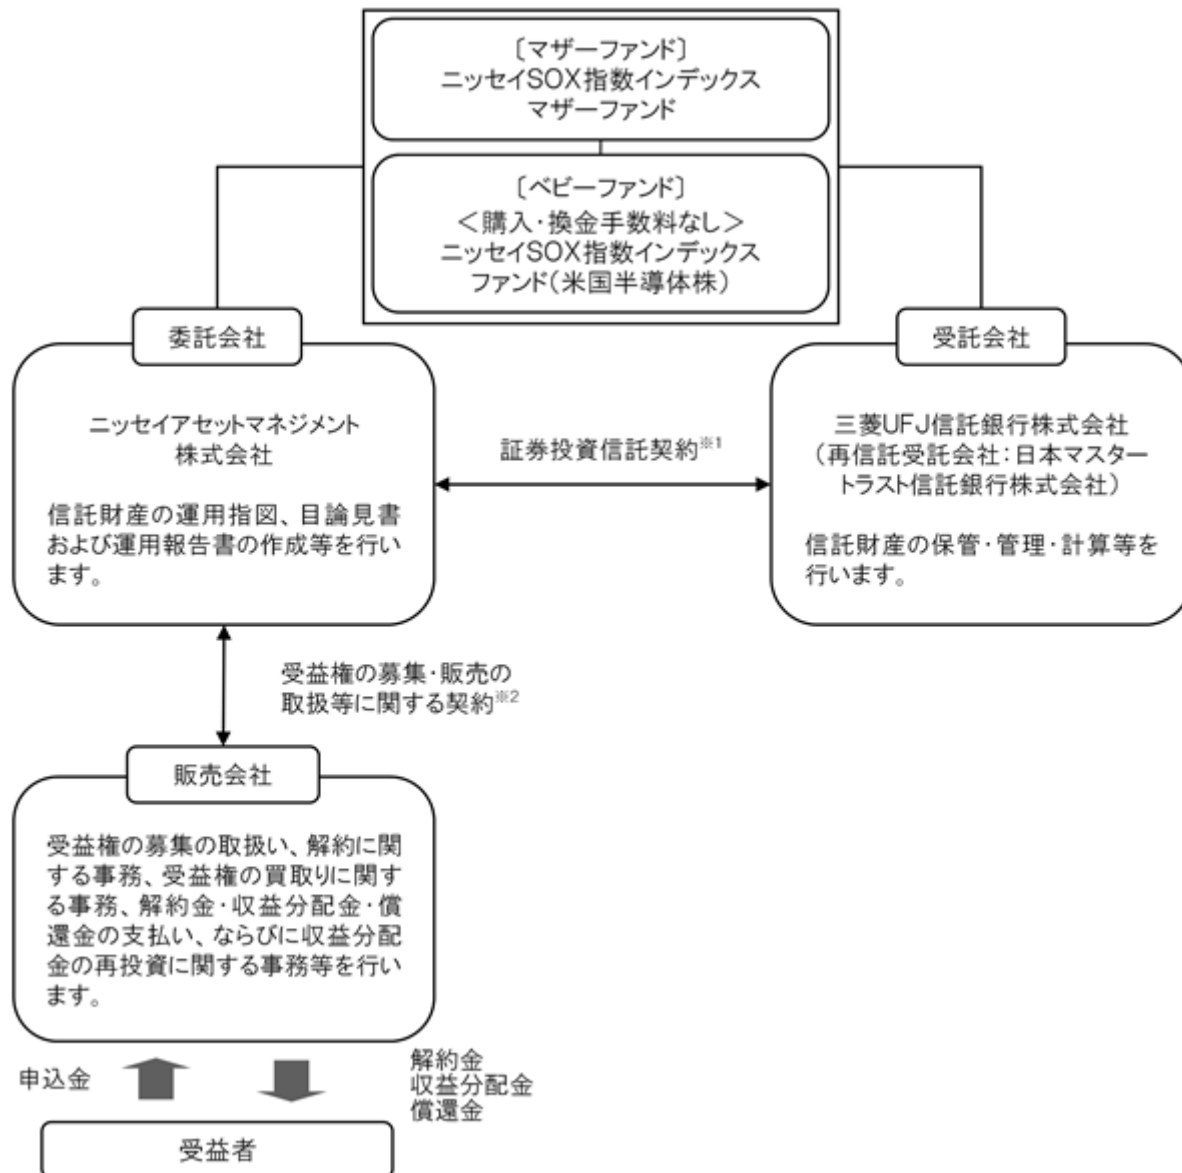 〔マザーファンド〕
ニッセイSOX指数インデックス
マザーファンド
〔ベビーファンド〕
＜購入・換金手数料なし＞
ニッセイSOX指数インデックス
ファンド（米国半導体株）
委託会社
ニッセイアセットマネジメント
株式会社
信託財産の運用指図、目論見書
および運用報告書の作成等を行い
ます。
証券投資信託契約※1
受託会社
三菱UFJ信託銀行株式会社
（再信託受託会社：日本マスター
トラスト信託銀行株式会社）
信託財産の保管・管理・計算等を
行います。
受益権の募集・販売の
取扱等に関する契約※2
販売会社
受益権の募集の取扱い、解約に関
する事務、受益権の買取りに関す
る事務、解約金・収益分配金・償
還金の支払い、ならびに収益分配
金の再投資に関する事務等を行い
ます。
申込金
解約金
収益分配金
償還金
受益者